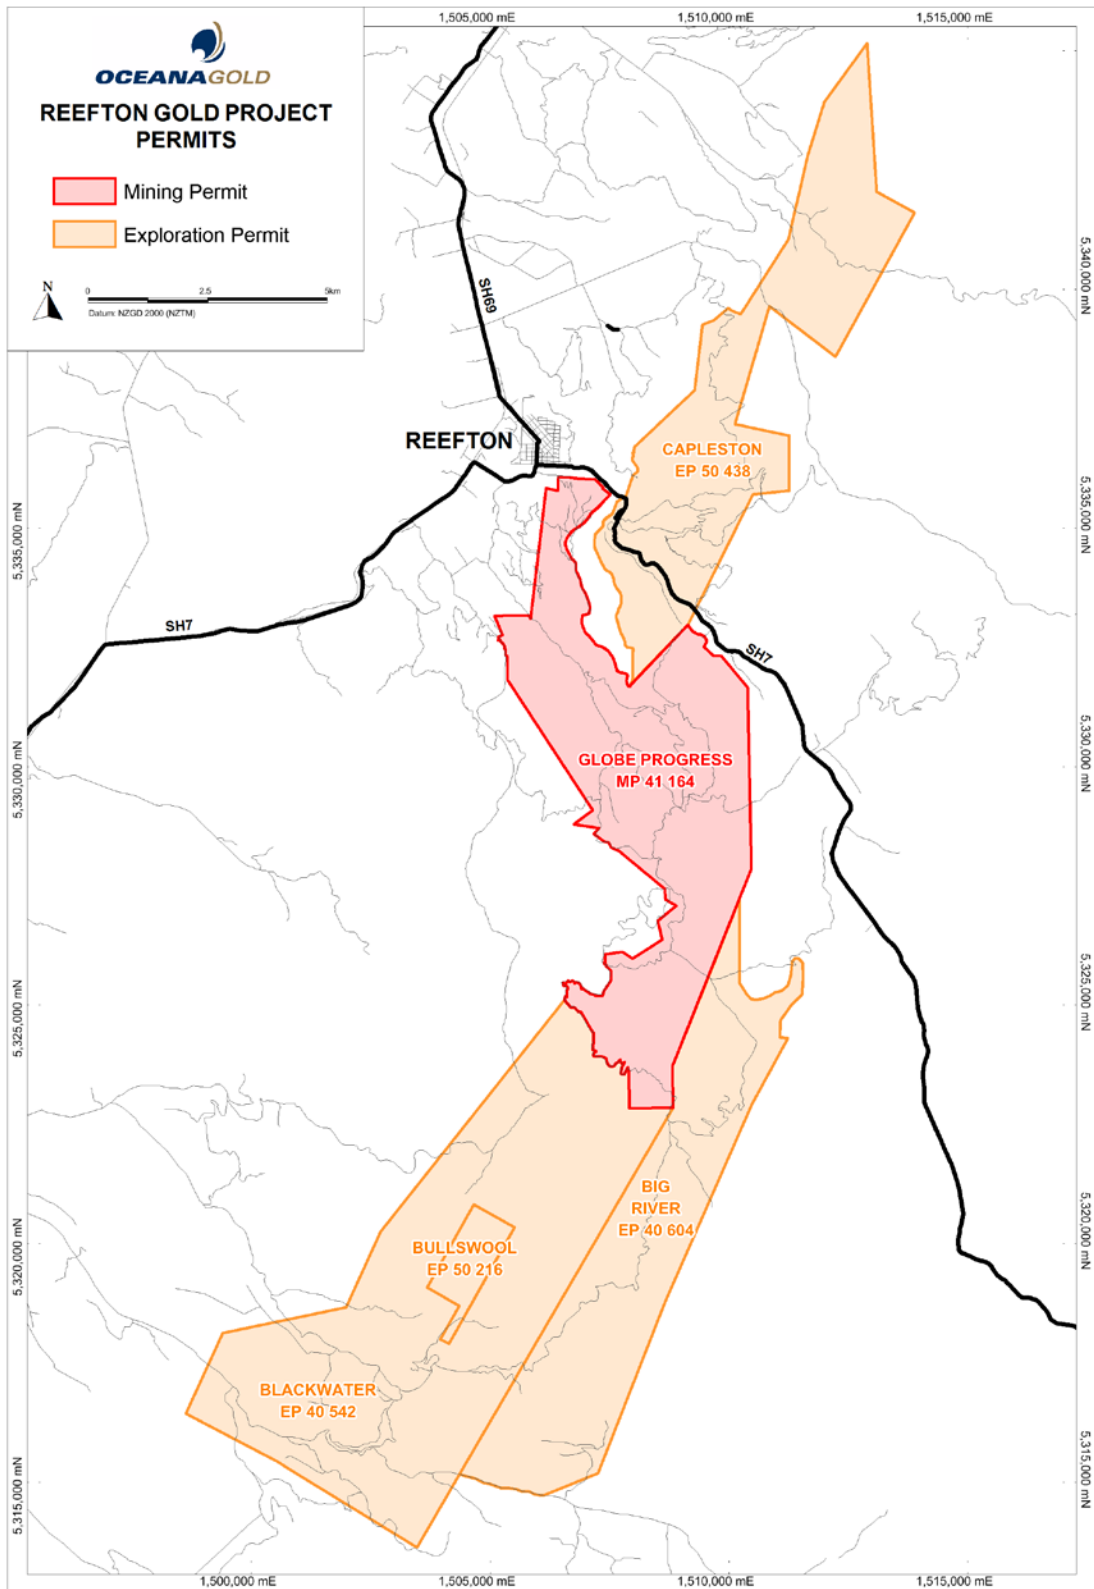 1,505,000 mE
1,510,000 mE
1,515,000 mE
OCEANAGOLD
REEFTON GOLD PROJECT
PERMITS
Mining Permit
Exploration Permit
N
0
2.5
5km
Datum: NZGD 2000 (NZTM)
5,340,000 mN
SH69
REEFTON
CAPLESTON
EP 50 438
5,335,000 mN
5,335,000 mN
SH7
SH7
GLOBE PROGRESS
MP 41 164
5,330,000 mN
5,330,000 mN
5,325,000 mN
5,325,000 mN
BIG
RIVER
EP 40 604
BULLSWOOL
EP 50 216
5,320,000 mN
5,320,000 mN
BLACKWATER
EP 40 542
5,315,000 mN
5,315,000 mN
1,500,000 mE
1,505,000 mE
1,510,000 mE
1,515,000 mE